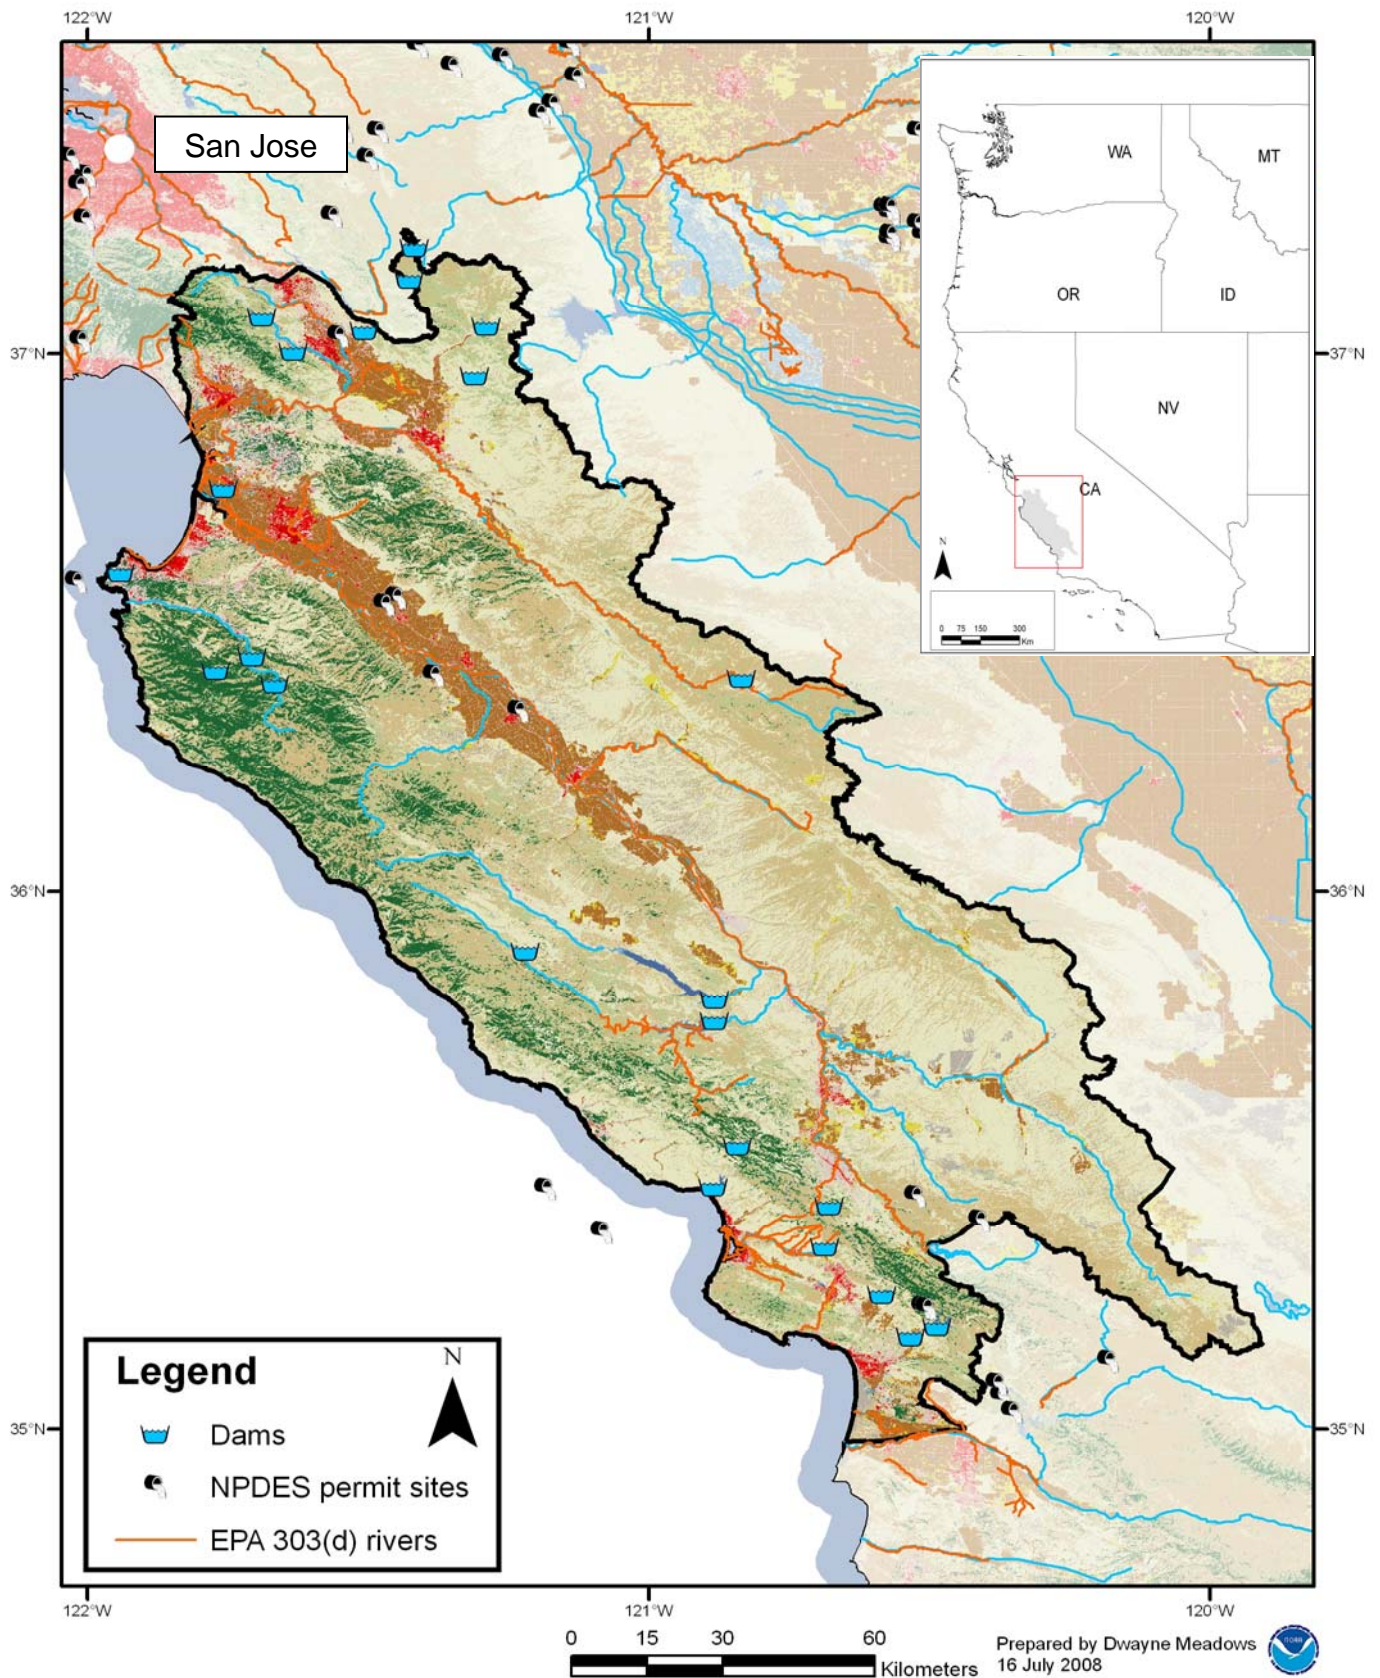 122°W 121°W 120°W
San Jose
WA
MT
OR
ID
NV
CA
N
0 75 150 300
Km
37°N 37°N
36°N 36°N
35°N 35°N
Legend
N
Dams
NPDES permit sites
EPA 303(d) rivers
122°W 121°W 120°W
0 15 30 60
Kilometers
Prepared by Dwayne Meadows
16 July 2008